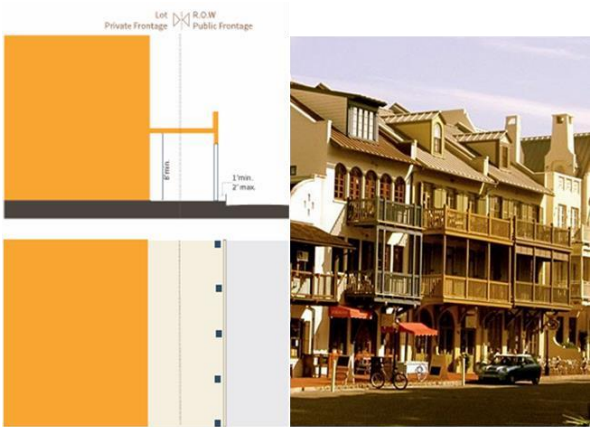 Lot R.O.W
Private Frontage Public Frontage
8'min.
1'min.
2' max.